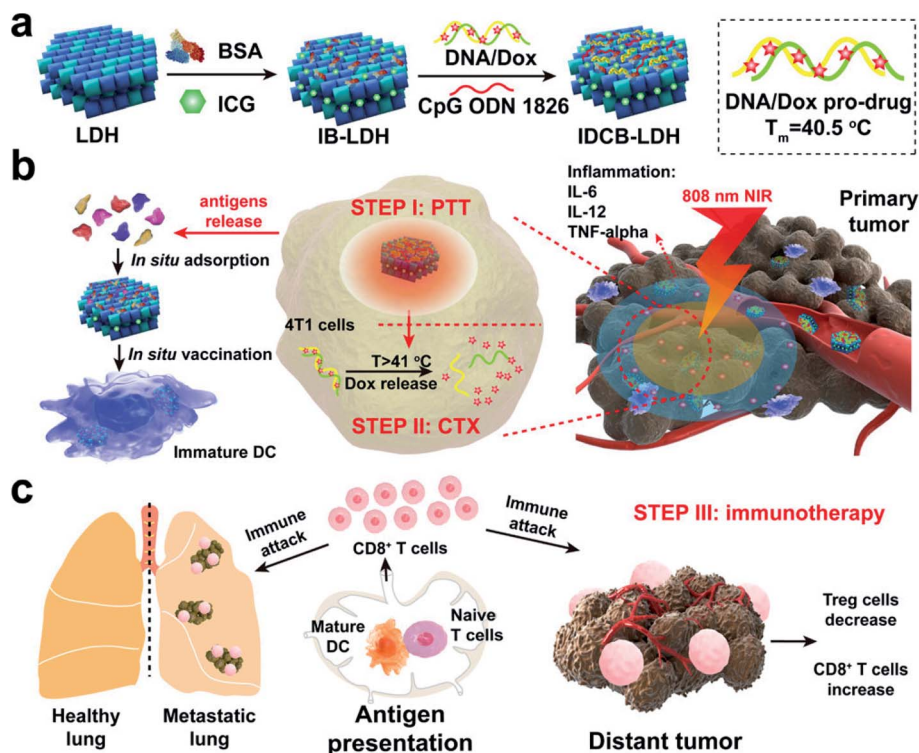 a
BSA
ICG
LDH
IB-LDH
DNA/Dox
CpG ODN 1826
IDCB-LDH
DNA/Dox pro-drug
Tm=40.5 °C
b
antigens
release
In situ adsorption
In situ vaccination
Immature DC
STEP I: PTT
4T1 cells
T>41 °C
Dox release
STEP II: CTX
Inflammation:
IL-6
IL-12
TNF-alpha
808 nm NIR
Primary
tumor
c
Immune
attack
Healthy
lung
Metastatic
lung
CD8+ T cells
Mature
DC
Naive
T cells
Antigen
presentation
Immune
attack
STEP III: immunotherapy
Distant tumor
Treg cells
decrease
CD8+ T cells
increase